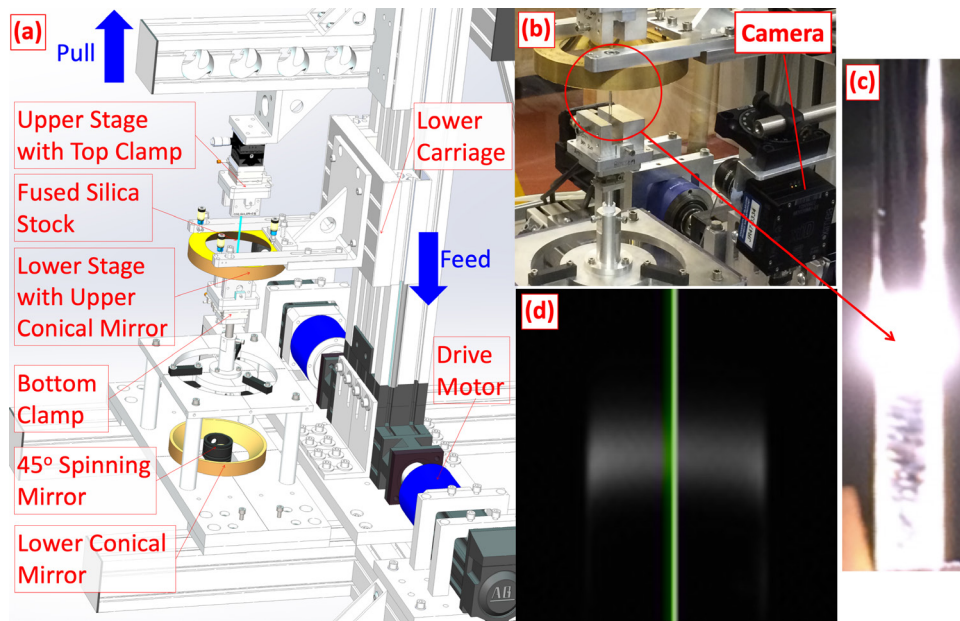 (a)
Pull
Upper Stage
with Top Clamp
Fused Silica
Stock
Lower Stage
with Upper
Conical Mirror
Bottom
Clamp
45º Spinning
Mirror
Lower Conical
Mirror
Lower
Carriage
Feed
Drive
Motor
AB
(b)
Camera
(c)
(d)